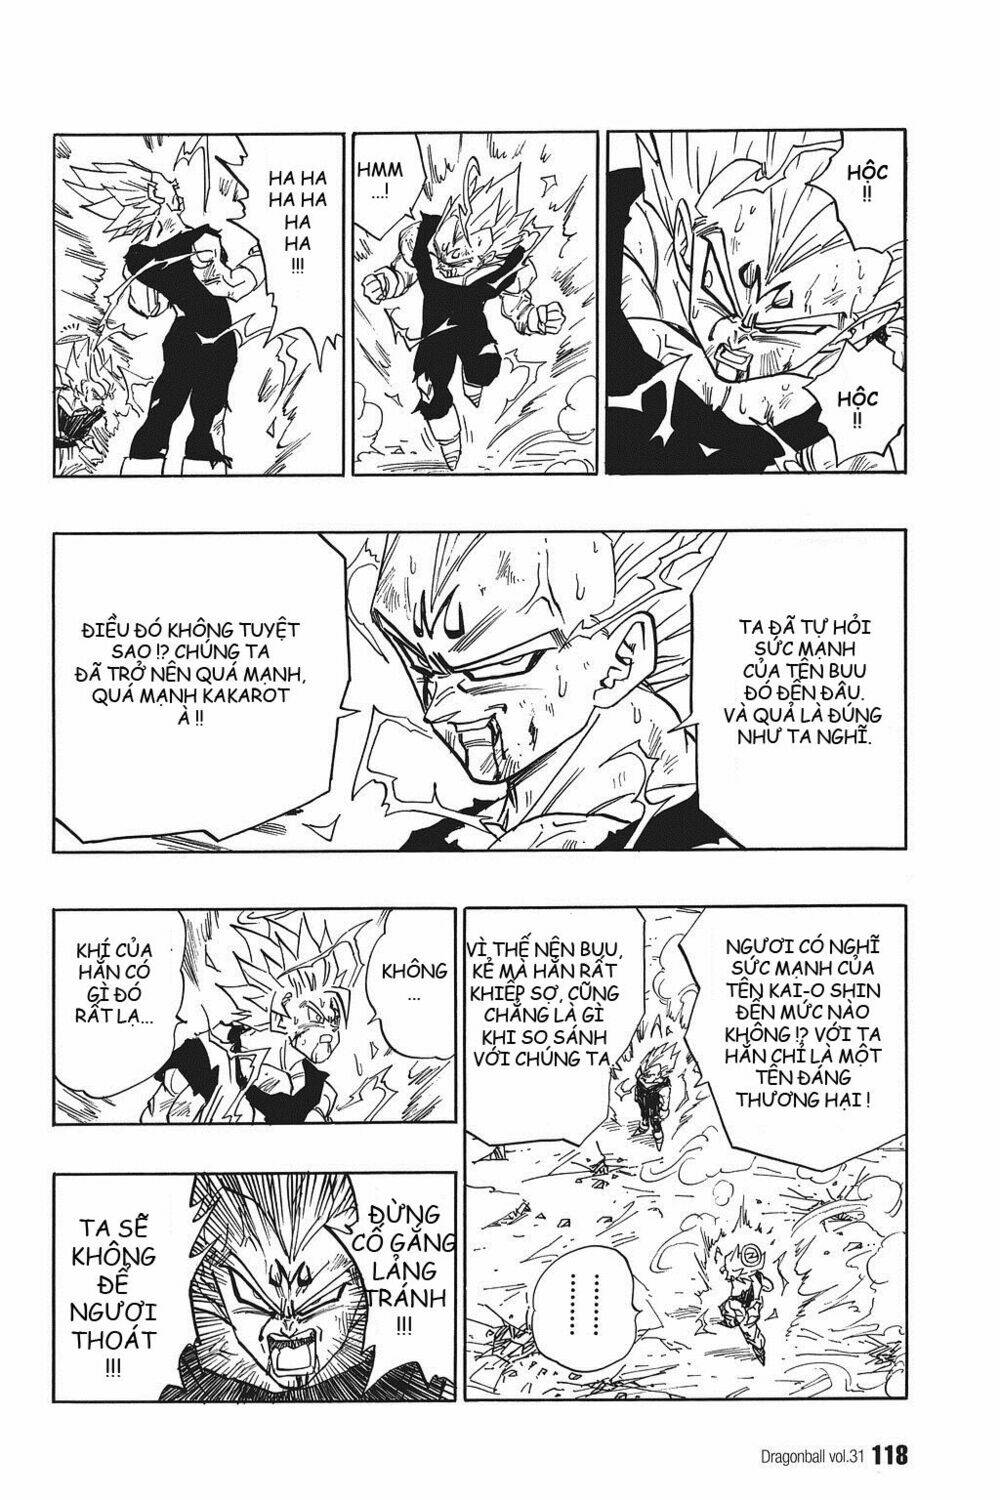 HỘC
!!
HỘC
!!
HMM
...!
HA HA
HA HA
HA
HA
!!!
TA ĐÃ TỰ HỎI
SỨC MẠNH
CỦA TÊN BUU
ĐÓ ĐẾN ĐÂU.
VÀ QUẢ LÀ ĐÚNG
NHƯ TA NGHĨ.
ĐIỀU ĐÓ KHÔNG TUYỆT
SAO !? CHÚNG TA
ĐÃ TRỞ NÊN QUÁ MẠNH,
QUÁ MẠNH KAKAROT
À !!
NGƯƠI CÓ NGHĨ
SỨC MẠNH CỦA
TÊN KAI-O SHIN
ĐẾN MỨC NÀO
KHÔNG !? VỚI TA
HẮN CHỈ LÀ MỘT
TÊN ĐÁNG
THƯƠNG HẠI !
VÌ THẾ NÊN BUU,
KẺ MÀ HẮN RẤT
KHIẾP SỢ, CŨNG
CHẲNG LÀ GÌ
KHI SO SÁNH
VỚI CHÚNG TA
........
KHÔNG
...
KHÍ CỦA
HẮN CÓ
GÌ ĐÓ
RẤT LẠ...
ĐỪNG
CỐ GẮNG
LẢNG
TRÁNH
!!!
TA SẼ
KHÔNG
ĐỂ
NGƯƠI
THOÁT
!!!
Dragonball vol.31 118